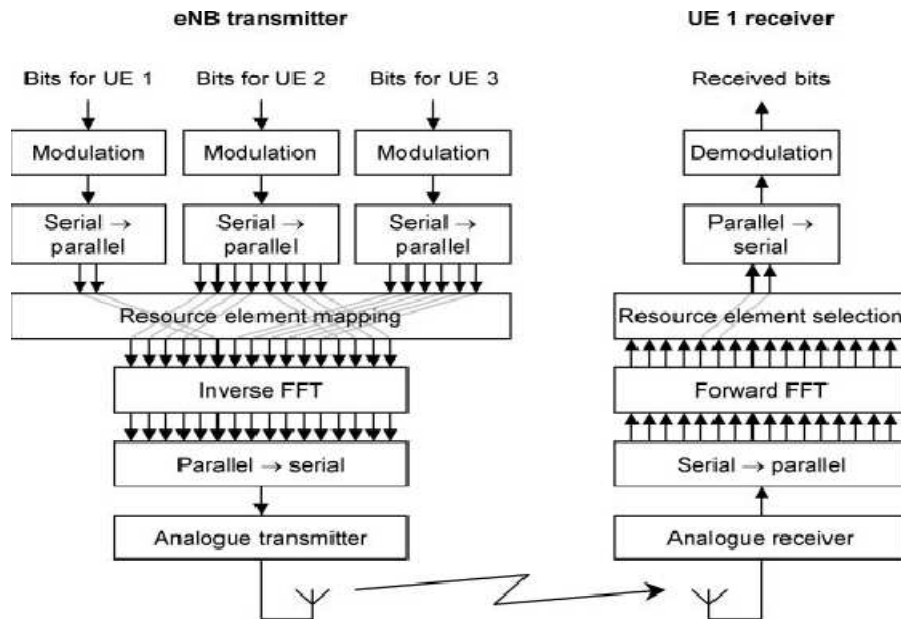 eNB transmitter
UE 1 receiver
Bits for UE 1
Bits for UE 2
Bits for UE 3
Received bits
Modulation
Modulation
Modulation
Demodulation
Serial →
parallel
Serial →
parallel
Serial →
parallel
Parallel →
serial
Resource element mapping
Resource element selection
Inverse FFT
Forward FFT
Parallel → serial
Serial → parallel
Analogue transmitter
Analogue receiver